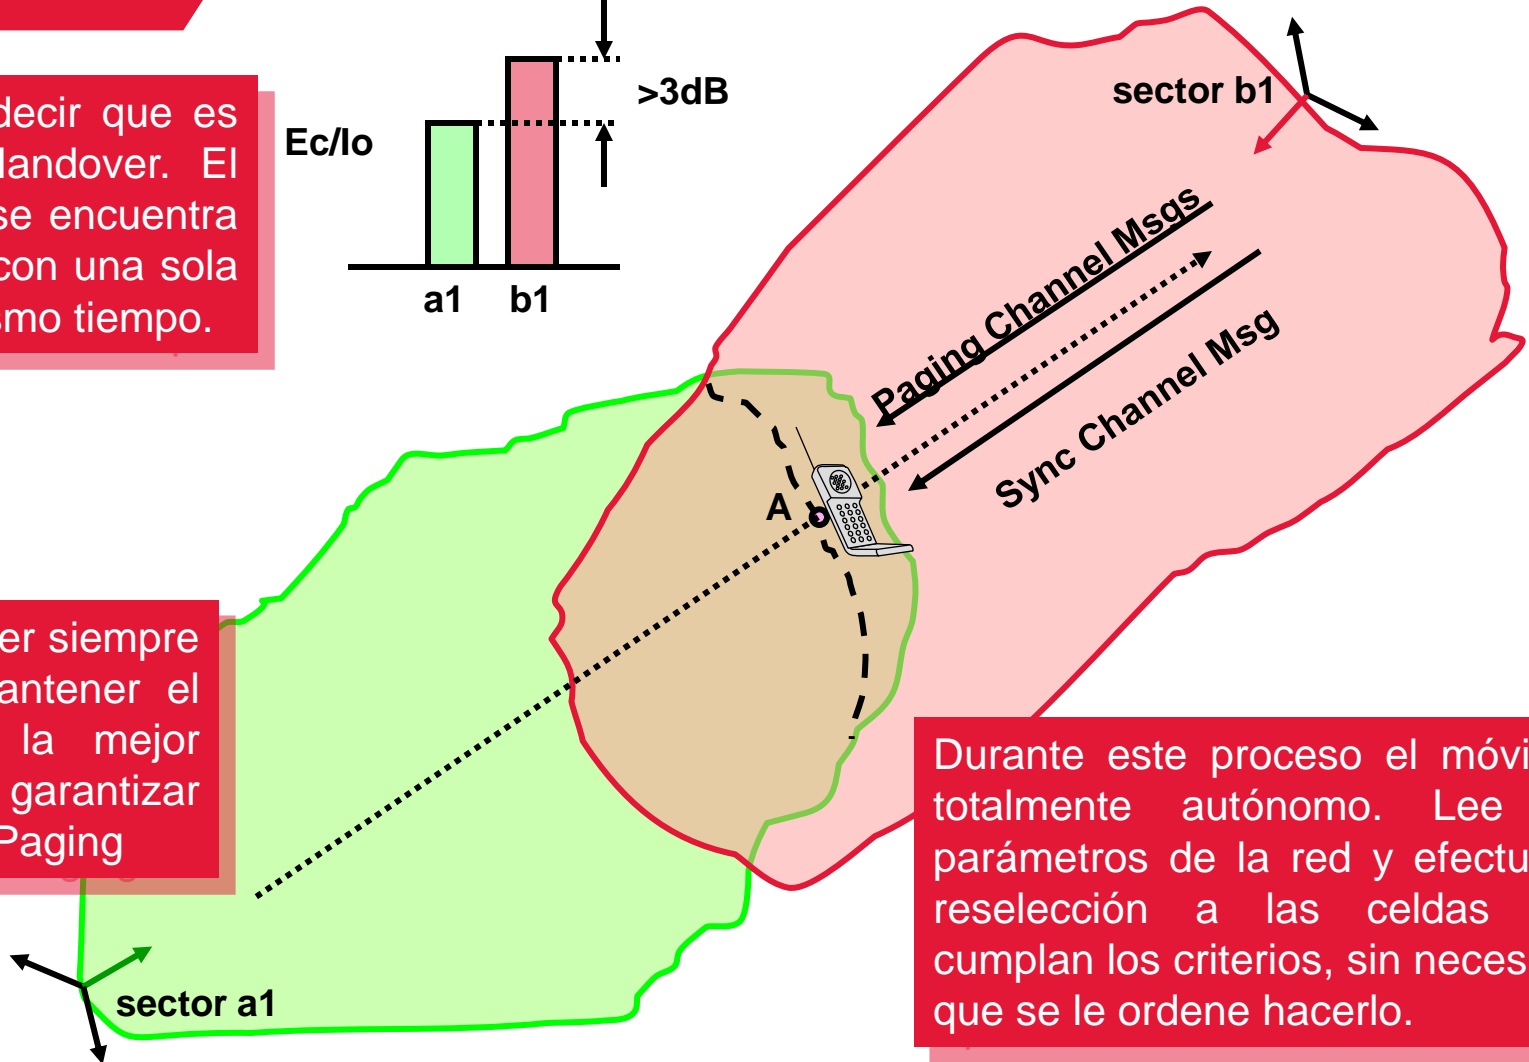 decir que es
landover. El
se encuentra
con una sola
smo tiempo.
Ec/Io
>3dB
a1 b1
sector b1
Paging Channel Msgs
Sync Channel Msg
A
er siempre
antener el
la mejor
garantizar
Paging
sector a1
Durante este proceso el móvi
totalmente autónomo. Lee
parámetros de la red y efectu
reselección a las celdas
cumplan los criterios, sin neces
que se le ordene hacerlo.